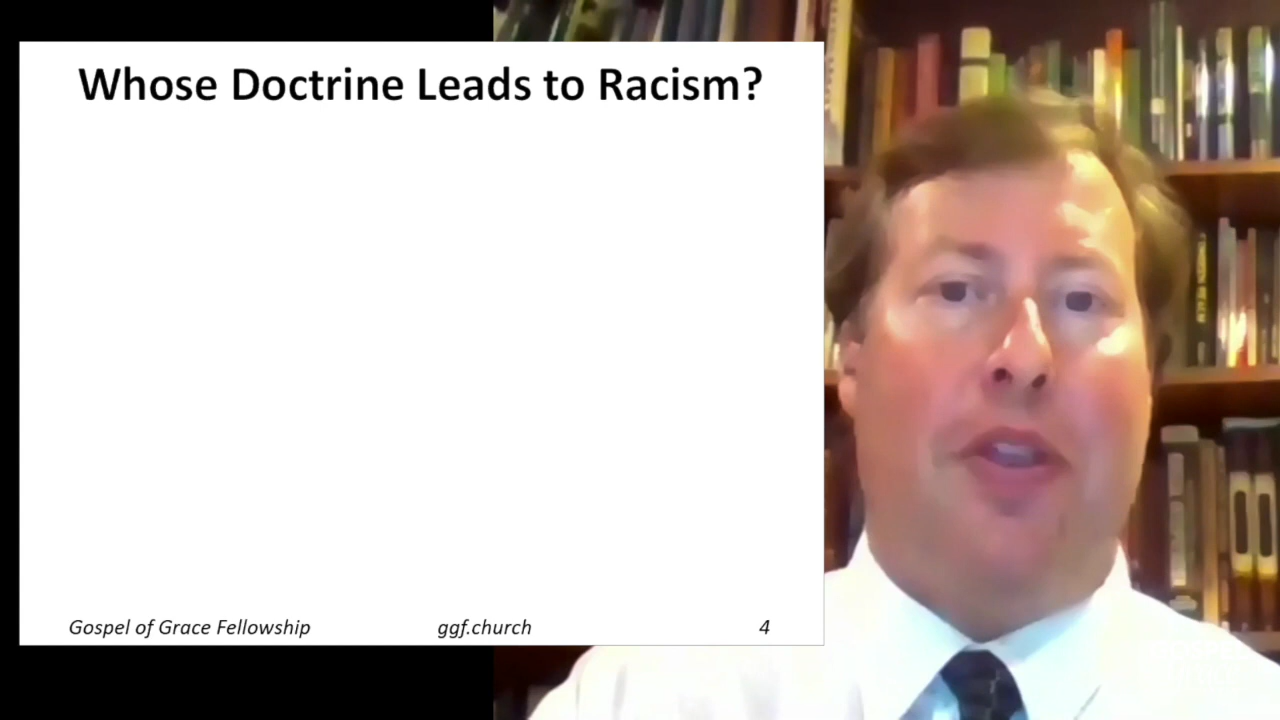 Whose Doctrine Leads to Racism?
Gospel of Grace Fellowship ggf.church 4